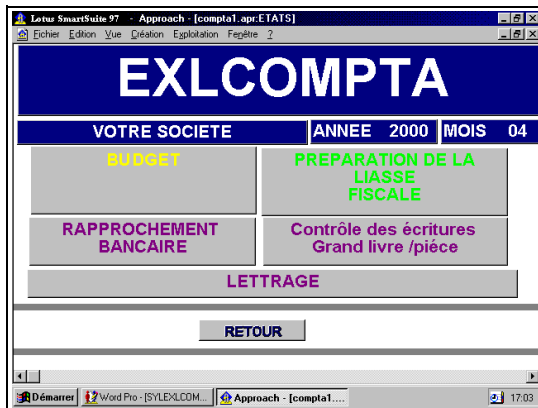 Lotus SmartSuite 97 - Approach - [compta1.apr:ETATS]
Fichier Edition Vue Création Exploitation Fenêtre ?
EXLCOMPTA
VOTRE SOCIETE ANNEE 2000 MOIS 04
BUDGET
PREPARATION DE LA
LIASSE
FISCALE
RAPPROCHEMENT
BANCAIRE
Contrôle des écritures
Grand livre /piéce
LETTRAGE
RETOUR
Démarrer Word Pro - [SYLEXLCOM... Approach - [compta1.... 17:03